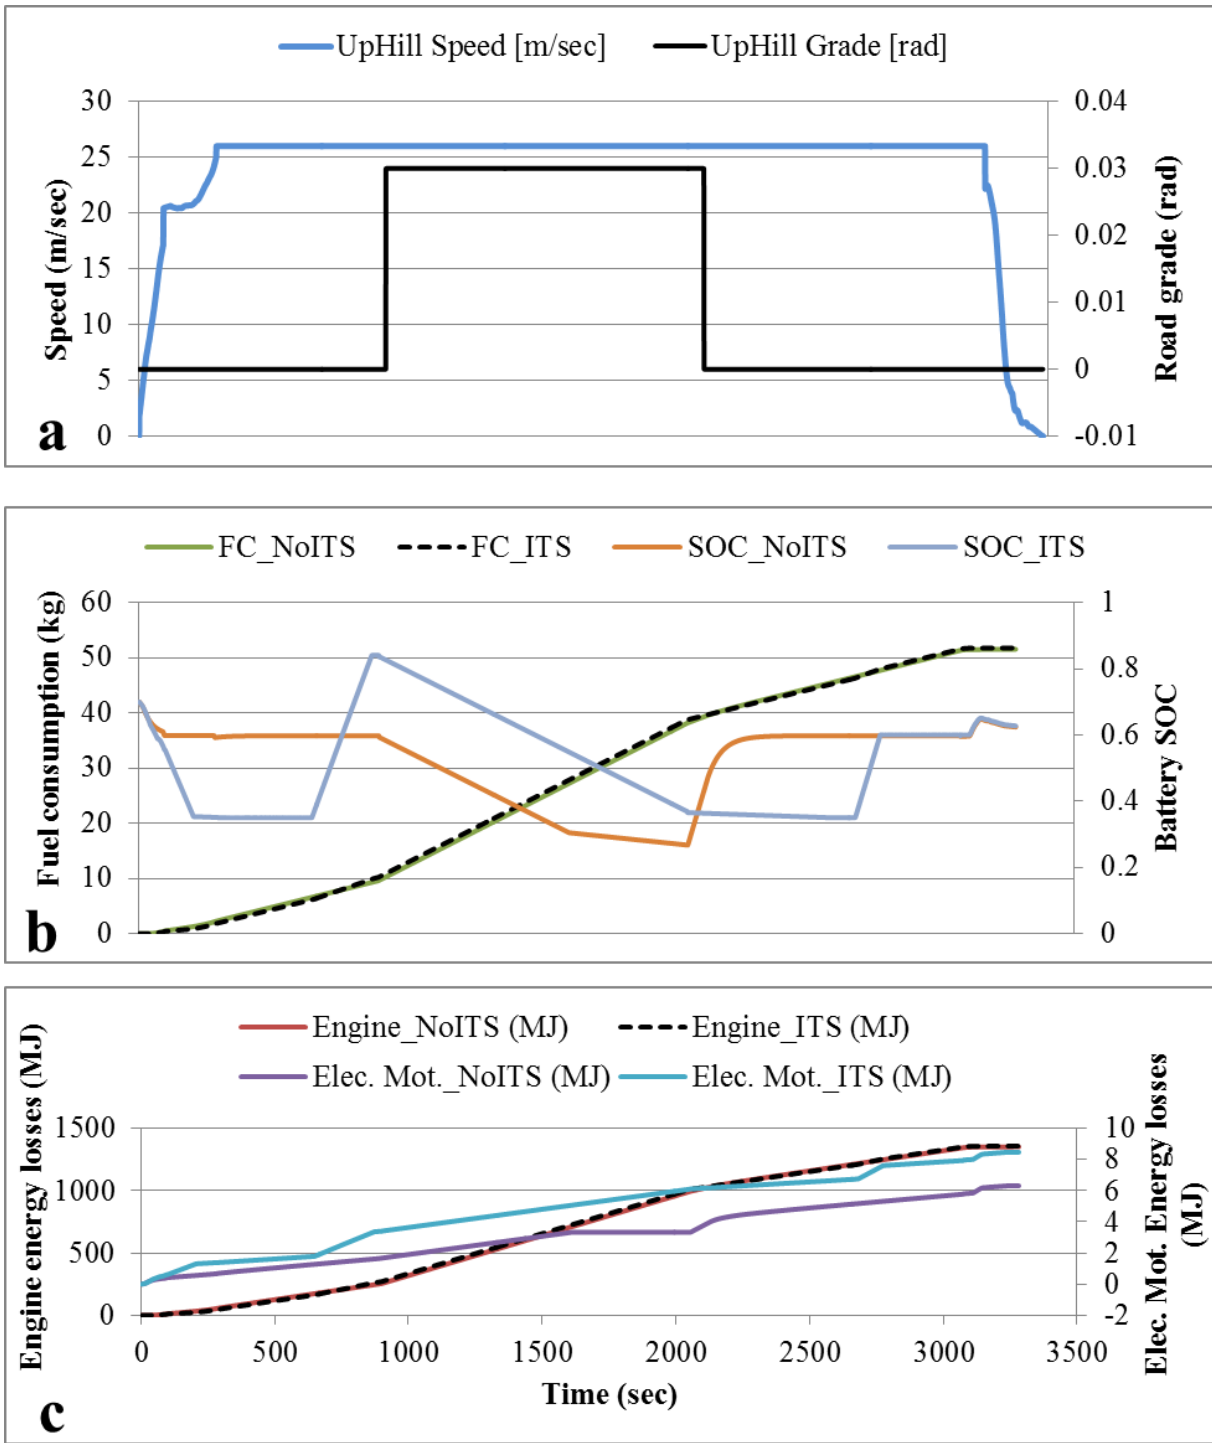 UpHill Speed [m/sec] UpHill Grade [rad]
30 0.04
25 0.03
20 0.02
15
10 0.01
5 0
0 -0.01
Speed (m/sec)
Road grade (rad)
a
FC_NoITS FC_ITS SOC_NoITS SOC_ITS
60 1
50 0.8
40 0.6
30
20 0.4
10 0.2
0 0
Fuel consumption (kg)
Battery SOC
b
Engine_NoITS (MJ) Engine_ITS (MJ)
Elec. Mot._NoITS (MJ) Elec. Mot._ITS (MJ)
1500 10
8
1000 6
4
500 2
0
0 -2
Engine energy losses (MJ)
Elec. Mot. Energy losses
(MJ)
0 500 1000 1500 2000 2500 3000 3500
Time (sec)
c